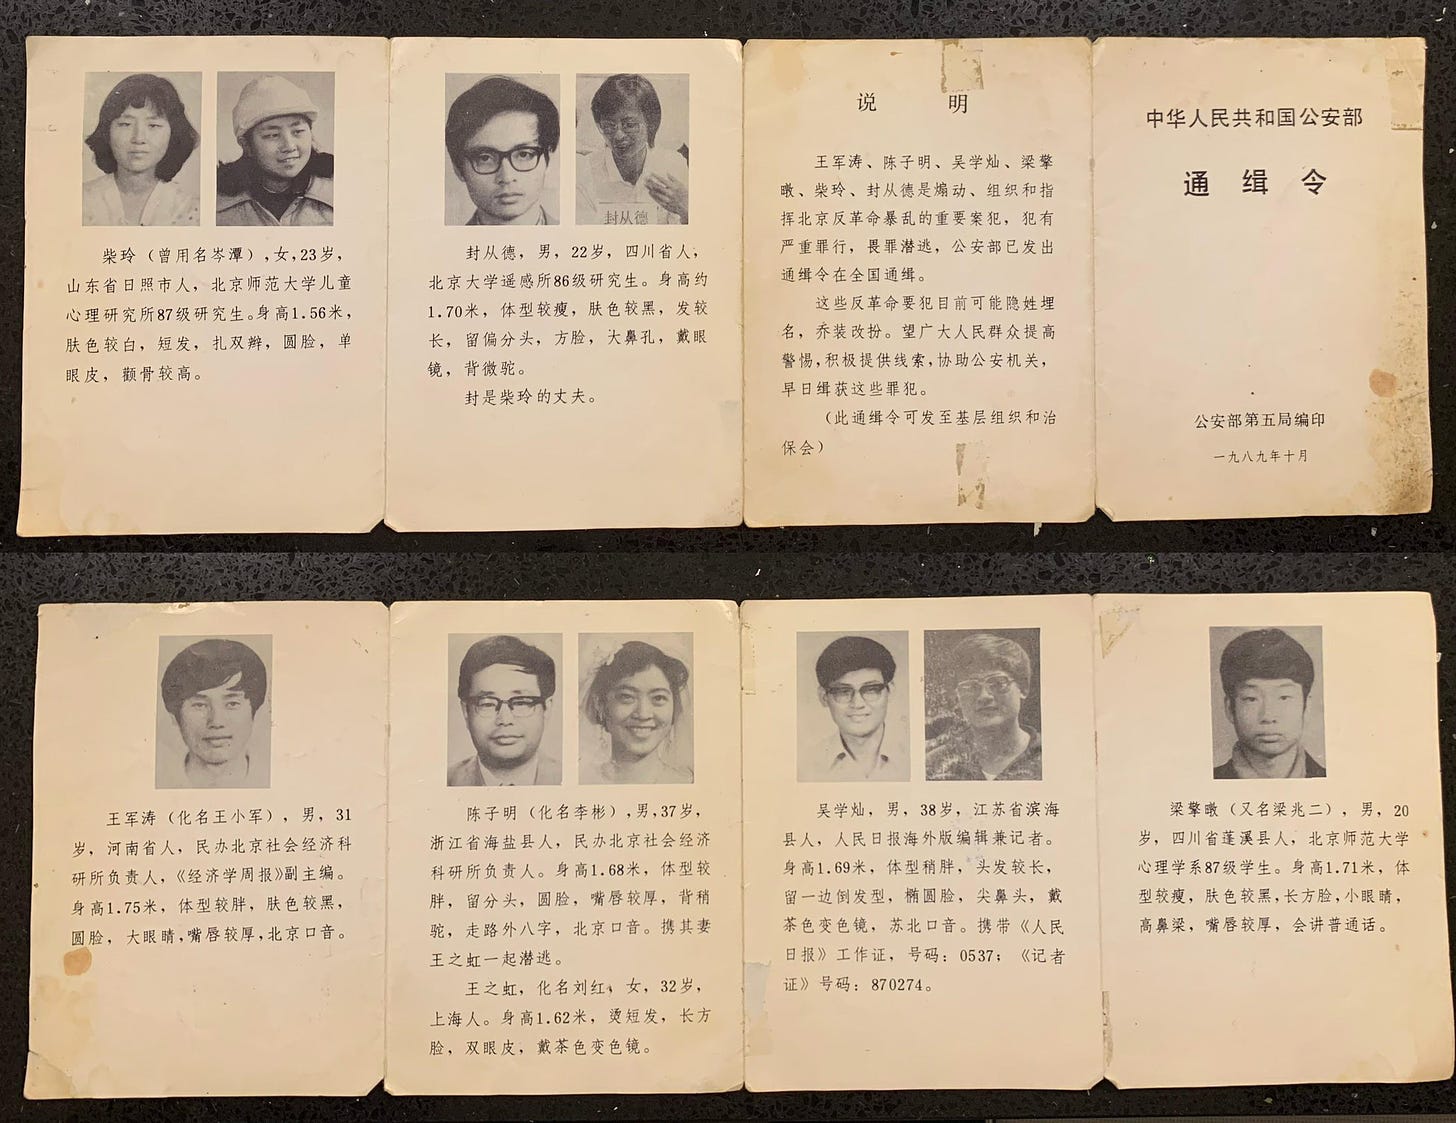 柴玲（曾用名岑潭）,女,23岁，
山东省日照市人，北京师范大学儿童
心理研究所87级研究生。身高1.56米，
肤色较白，短发，扎双辫，圆脸，单
眼皮，颧骨较高。
封从德
封从德，男，22岁，四川省人，
北京大学遥感所86级研究生。身高约
1.70米，体型较瘦，肤色较黑，发较
长，留偏分头，方脸，大鼻孔，戴眼
镜，背微驼。
封是柴玲的丈夫。
说 明
王军涛、陈子明、吴学灿、梁擎
暾、柴玲、封从德是煽动、组织和指
挥北京反革命暴乱的重要案犯，犯有
严重罪行，畏罪潜逃，公安部已发出
通缉令在全国通缉。
这些反革命要犯目前可能隐姓埋
名，乔装改扮。望广大人民群众提高
警惕,积极提供线索,协助公安机关，
早日缉获这些罪犯。
（此通缉令可发至基层组织和治
保会）
中华人民共和国公安部
通 缉 令
公安部第五局编印
一九八九年十月
王军涛（化名王小军），男，31
岁，河南省人，民办北京社会经济科
研所负责人，《经济学周报》副主编。
身高1.75米，体型较胖，肤色较黑，
圆脸，大眼睛,嘴唇较厚,北京口音。
陈子明（化名李彬）,男,37岁，
浙江省海盐县人，民办北京社会经济
科研所负责人。身高1.68米，体型较
胖，留分头，圆脸，嘴唇较厚，背稍
驼，走路外八字，北京口音。携其妻
王之虹一起潜逃。
王之虹，化名刘红，女，32岁，
上海人。身高1.62米，烫短发，长方
脸，双眼皮，戴茶色变色镜。
吴学灿，男，38岁，江苏省滨海
县人，人民日报海外版编辑兼记者。
身高1.69米，体型稍胖，头发较长，
留一边倒发型，椭圆脸，尖鼻头，戴
茶色变色镜，苏北口音。携带《人民
日报》工作证，号码：0537；《记者
证》号码：870274。
梁擎暾（又名梁兆二），男，20
岁，四川省蓬溪县人，北京师范大学
心理学系87级学生。身高1.71米，体
型较瘦，肤色较黑,长方脸,小眼睛，
高鼻梁，嘴唇较厚，会讲普通话。